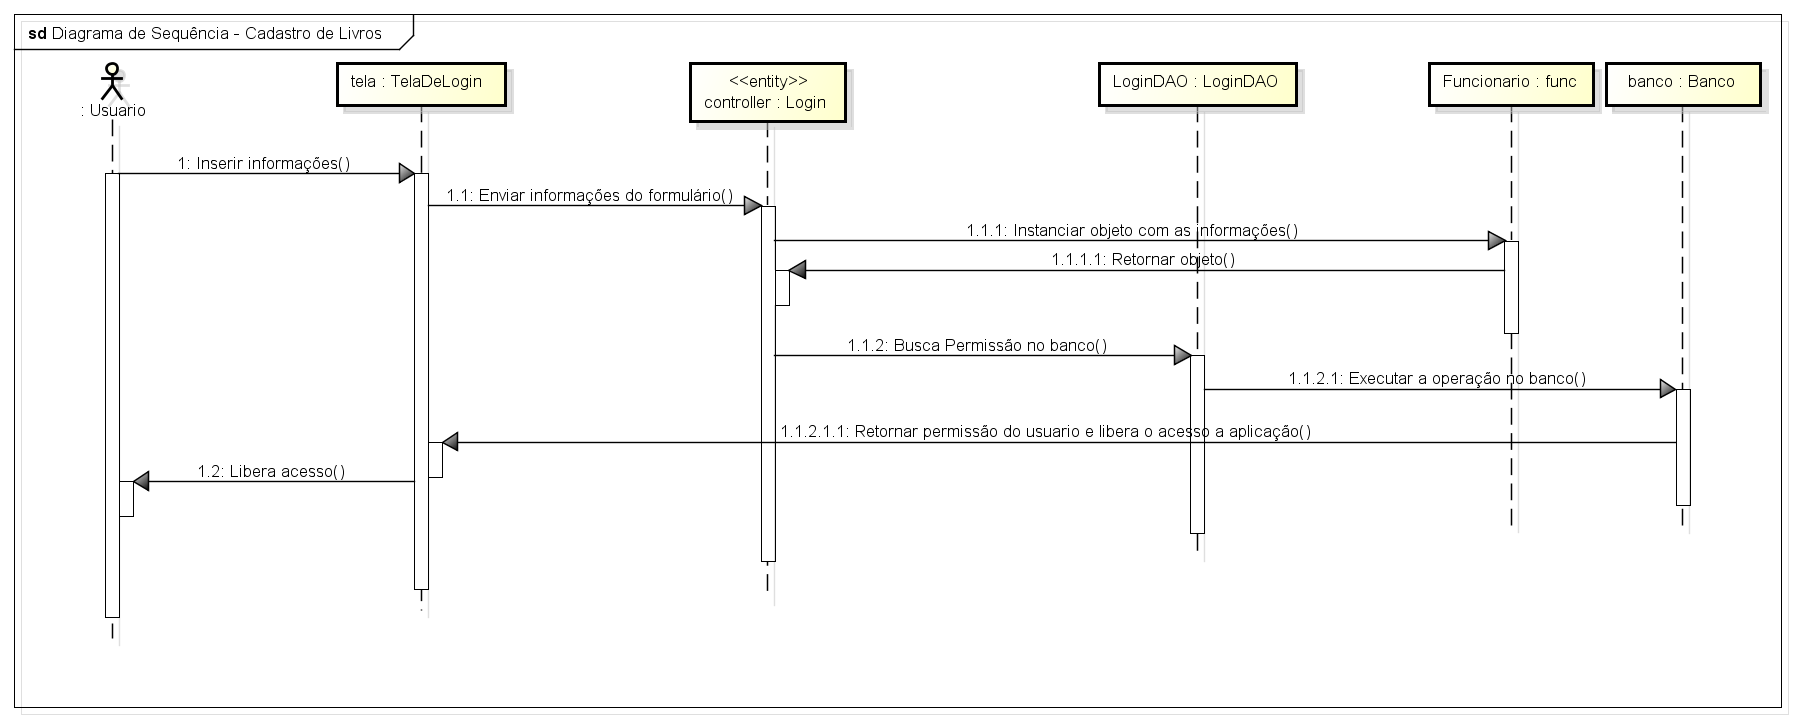 sd Diagrama de Sequência - Cadastro de Livros
: Usuario
tela : TelaDeLogin
<<entity>>
controller : Login
LoginDAO : LoginDAO
Funcionario : func
banco : Banco
1: Inserir informações()
1.1: Enviar informações do formulário()
1.1.1: Instanciar objeto com as informações()
1.1.1.1: Retornar objeto()
1.1.2: Busca Permissão no banco()
1.1.2.1: Executar a operação no banco()
1.1.2.1.1: Retornar permissão do usuario e libera o acesso a aplicação()
1.2: Libera acesso()